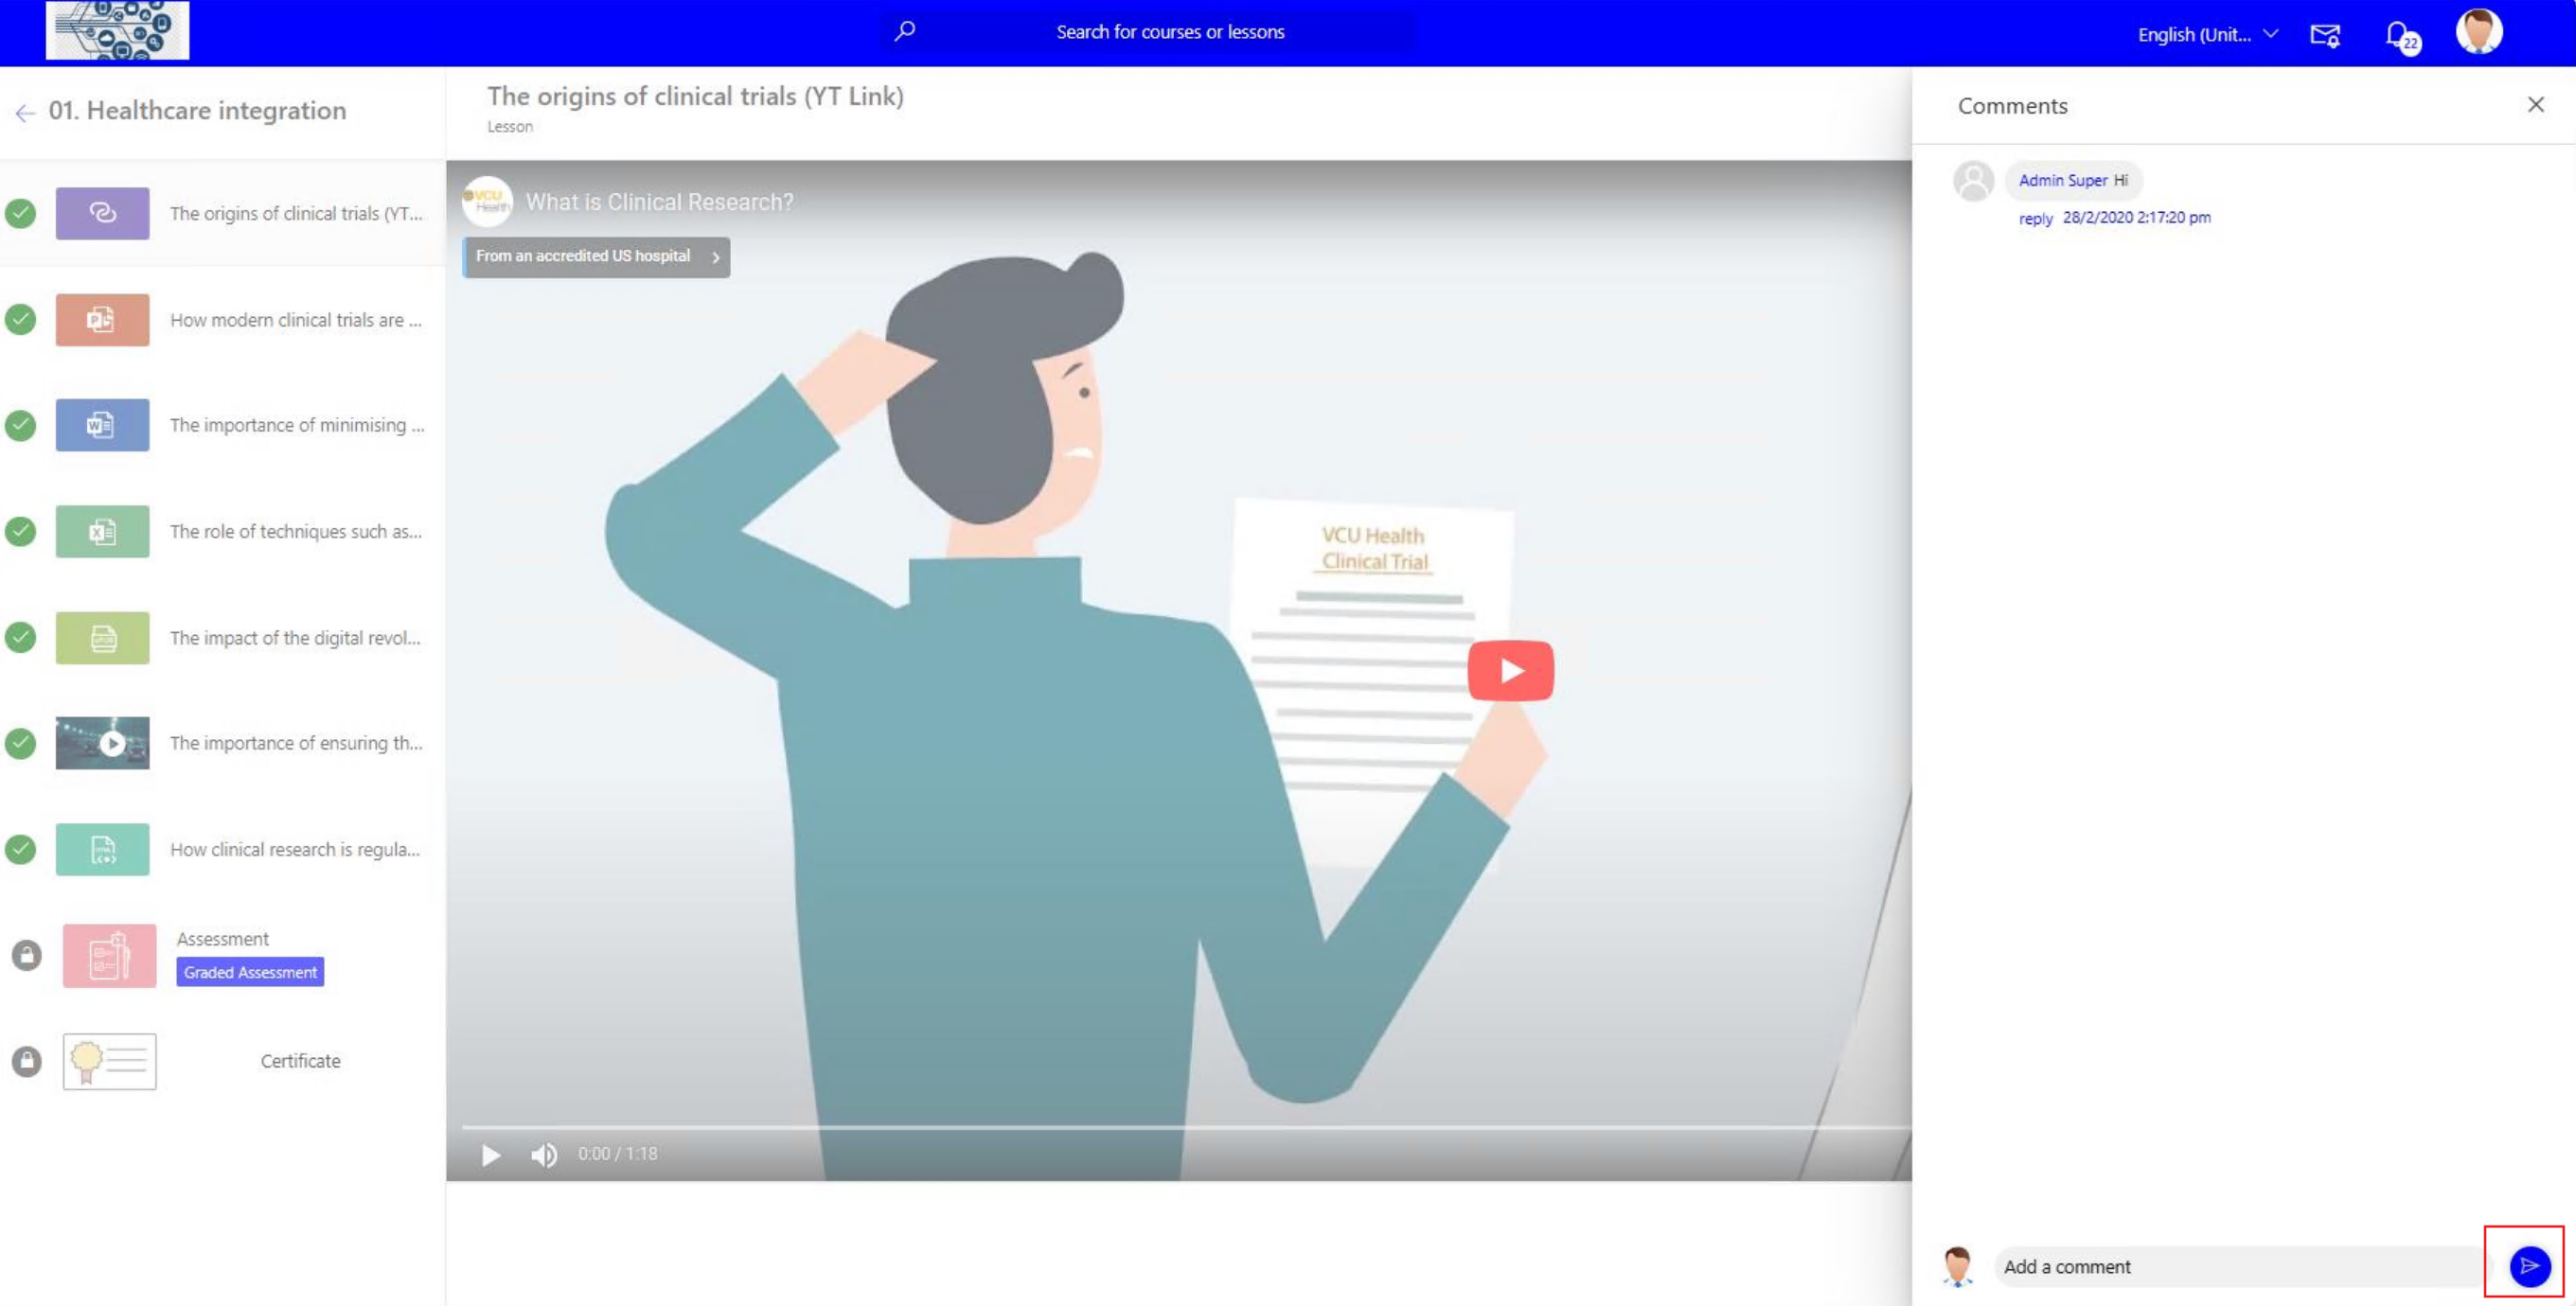 Search for courses or lessons
English (Unit...
22
01. Healthcare integration
The origins of clinical trials (YT...
How modern clinical trials are ...
The importance of minimising ...
The role of techniques such as...
The impact of the digital revol...
The importance of ensuring th...
How clinical research is regula...
Assessment
Graded Assessment
Certificate
The origins of clinical trials (YT Link)
Lesson
VCU
Health
What is Clinical Research?
From an accredited US hospital
VCU Health
Clinical Trial
0:00 / 1:18
Comments
Admin Super Hi
reply 28/2/2020 2:17:20 pm
Add a comment